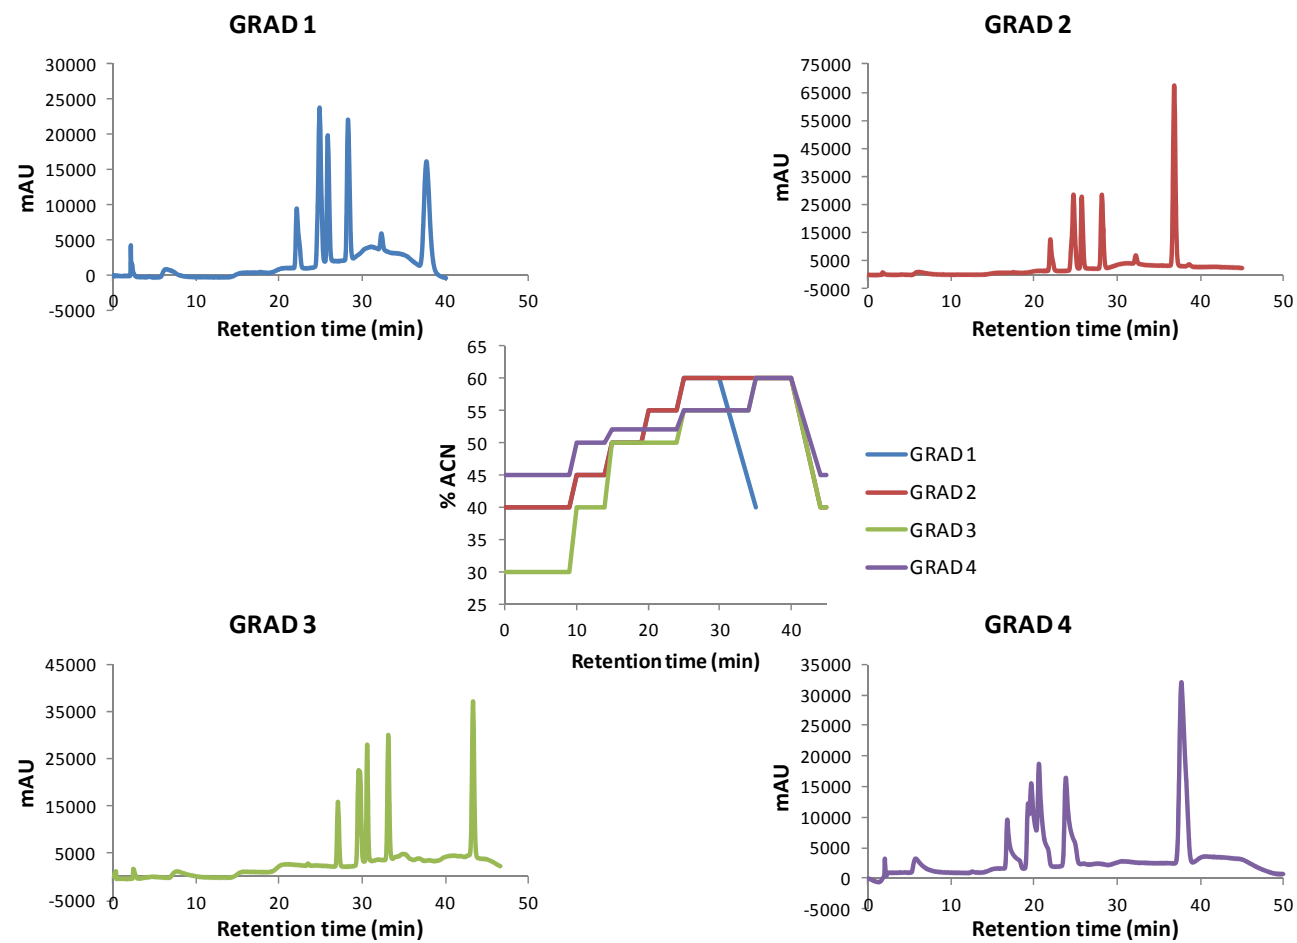 GRAD 1
30000
25000
20000
15000
10000
5000
0
-5000
mAU
0 10 20 30 40 50
Retention time (min)
GRAD 2
75000
65000
55000
45000
35000
25000
15000
5000
-5000
mAU
0 10 20 30 40 50
Retention time (min)
65
60
55
50
45
40
35
30
25
% ACN
0 10 20 30 40
Retention time (min)
GRAD 1
GRAD 2
GRAD 3
GRAD 4
GRAD 3
45000
35000
25000
15000
5000
-5000
mAU
0 10 20 30 40 50
Retention time (min)
GRAD 4
35000
30000
25000
20000
15000
10000
5000
0
-5000
mAU
0 10 20 30 40 50
Retention time (min)